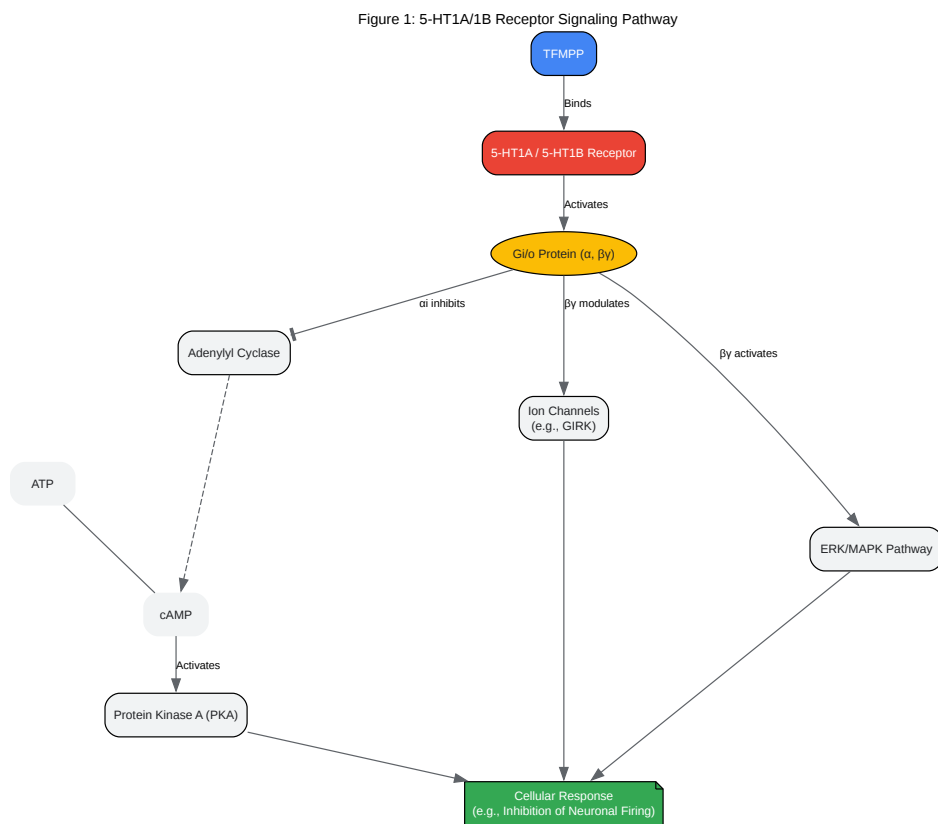 Figure 1: 5-HT1A/1B Receptor Signaling Pathway
TFMPP
Binds
5-HT1A / 5-HT1B Receptor
Activates
Gi/o Protein (α, βγ)
αi inhibits
βγ modulates
βγ activates
Adenylyl Cyclase
Ion Channels
(e.g., GIRK)
ATP
ERK/MAPK Pathway
cAMP
Activates
Protein Kinase A (PKA)
Cellular Response
(e.g., Inhibition of Neuronal Firing)